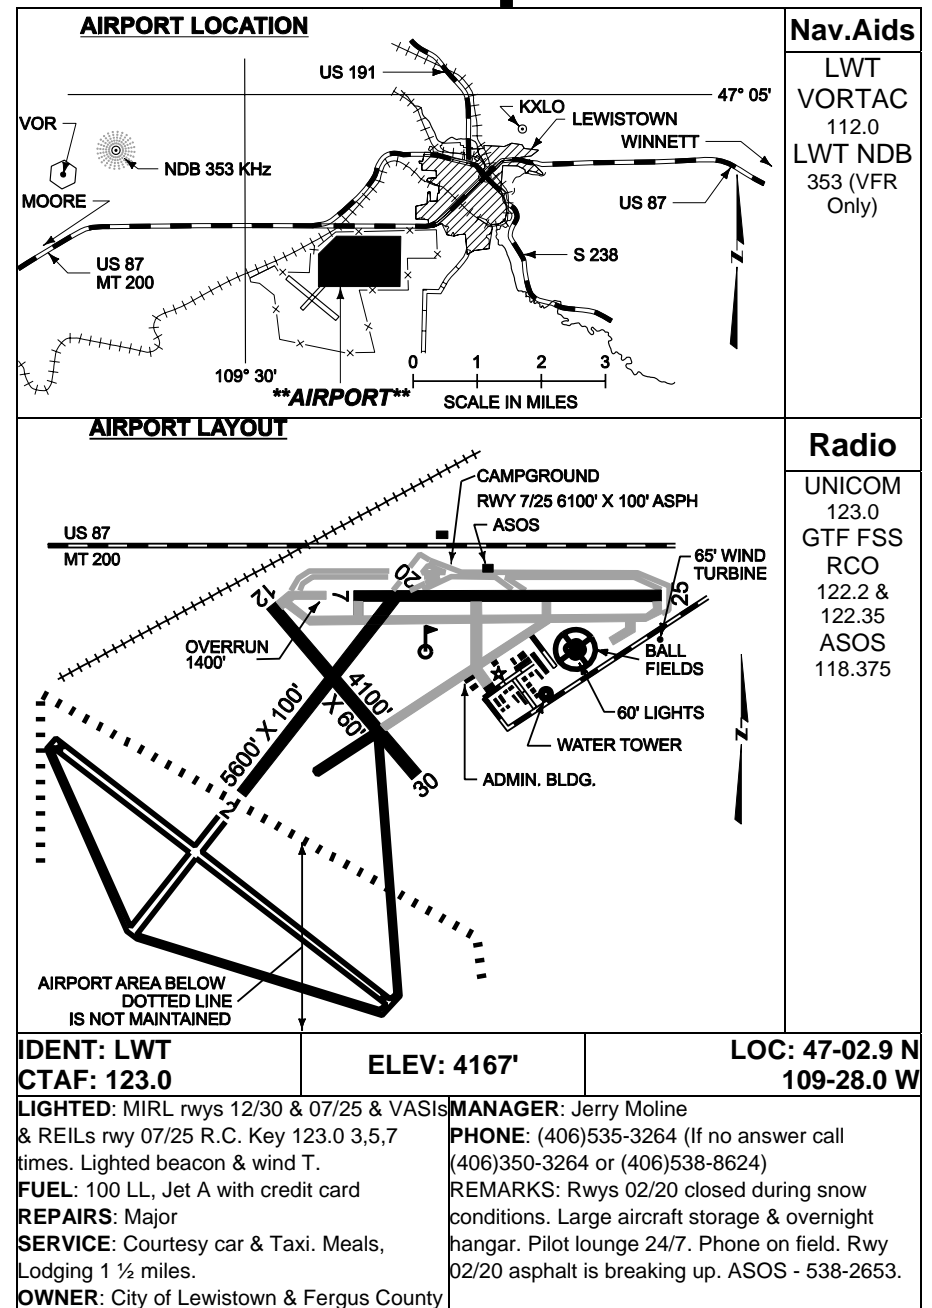 AIRPORT LOCATION
US 191
47° 05'
VOR
KXLO
LEWISTOWN
WINNETT
NDB 353 KHz
MOORE
US 87
US 87
MT 200
S 238
N
109° 30'
0 1 2 3
**AIRPORT**
SCALE IN MILES
Nav.Aids
LWT
VORTAC
112.0
LWT NDB
353 (VFR
Only)
AIRPORT LAYOUT
CAMPGROUND
RWY 7/25 6100' X 100' ASPH
ASOS
US 87
MT 200
65' WIND
TURBINE
20
12
7
25
OVERRUN
1400'
BALL
FIELDS
4100'
X 60'
5600' X 100'
60' LIGHTS
WATER TOWER
N
ADMIN. BLDG.
30
2
AIRPORT AREA BELOW
DOTTED LINE
IS NOT MAINTAINED
Radio
UNICOM
123.0
GTF FSS
RCO
122.2 &
122.35
ASOS
118.375
IDENT: LWT
CTAF: 123.0
ELEV: 4167'
LOC: 47-02.9 N
109-28.0 W
LIGHTED: MIRL rwys 12/30 & 07/25 & VASIs
& REILs rwy 07/25 R.C. Key 123.0 3,5,7
times. Lighted beacon & wind T.
FUEL: 100 LL, Jet A with credit card
REPAIRS: Major
SERVICE: Courtesy car & Taxi. Meals,
Lodging 1 ½ miles.
OWNER: City of Lewistown & Fergus County
MANAGER: Jerry Moline
PHONE: (406)535-3264 (If no answer call
(406)350-3264 or (406)538-8624)
REMARKS: Rwys 02/20 closed during snow
conditions. Large aircraft storage & overnight
hangar. Pilot lounge 24/7. Phone on field. Rwy
02/20 asphalt is breaking up. ASOS - 538-2653.